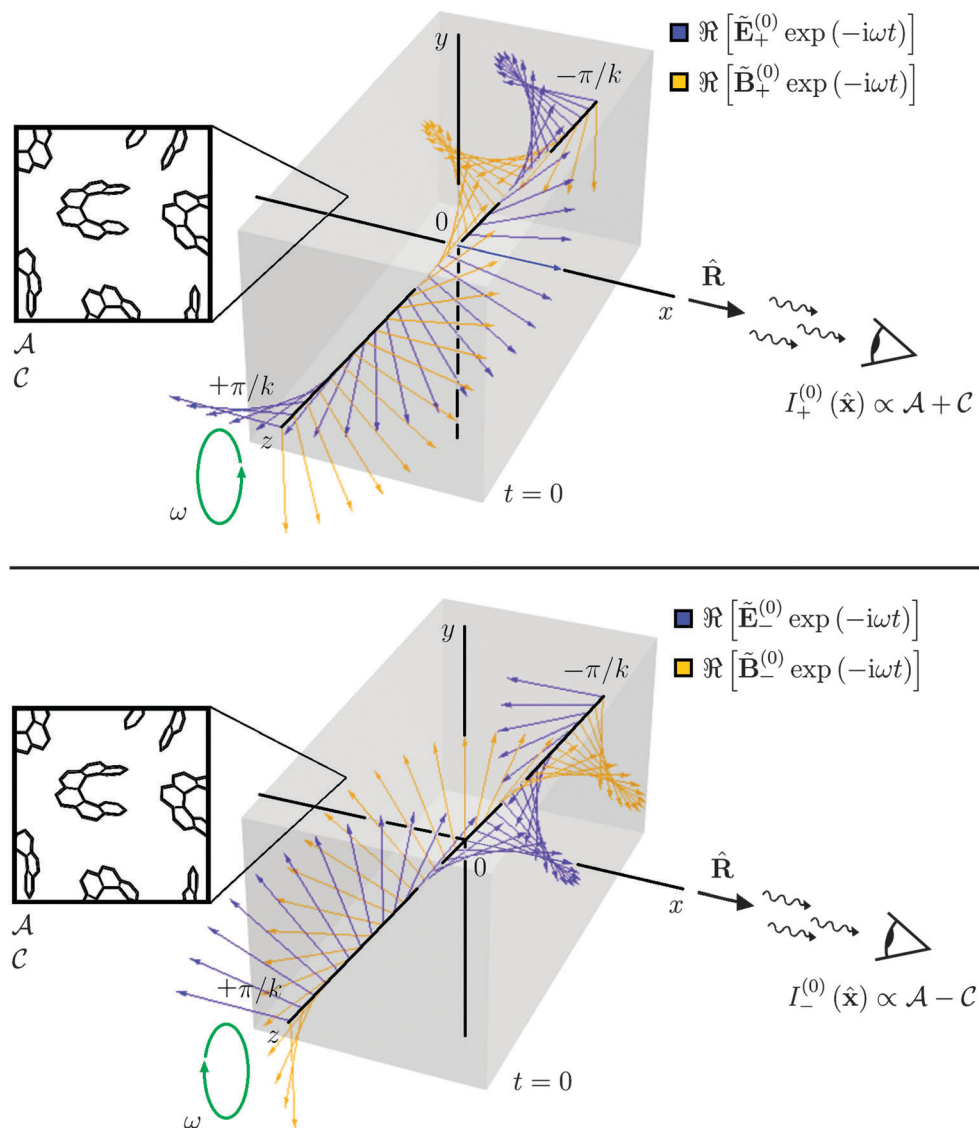 y
ℜ [Ẽ₊⁽⁰⁾ exp (−iωt)]
ℜ [B̃₊⁽⁰⁾ exp (−iωt)]
−π/k
0
R̂
x
𝒜
𝒞
+π/k
z
ω
I₊⁽⁰⁾ (x̂) ∝ 𝒜 + 𝒞
t = 0
y
ℜ [Ẽ₋⁽⁰⁾ exp (−iωt)]
ℜ [B̃₋⁽⁰⁾ exp (−iωt)]
−π/k
0
R̂
x
𝒜
𝒞
+π/k
z
ω
I₋⁽⁰⁾ (x̂) ∝ 𝒜 − 𝒞
t = 0